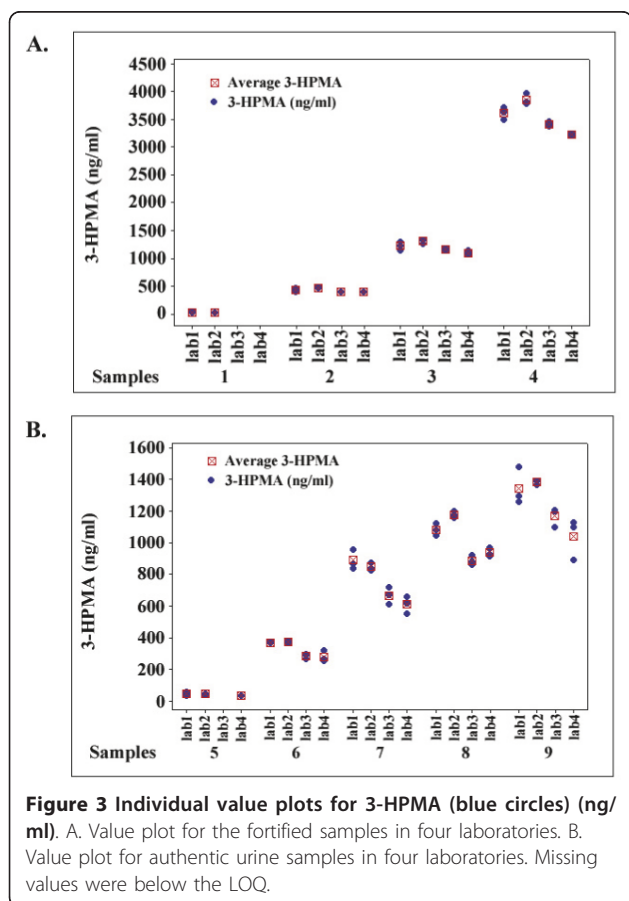 A.
4500
4000
3500
3000
2500
2000
1500
1000
500
0
3-HPMA (ng/ml)
Average 3-HPMA
3-HPMA (ng/ml)
lab1 lab2 lab3 lab4 lab1 lab2 lab3 lab4 lab1 lab2 lab3 lab4 lab1 lab2 lab3 lab4
Samples 1 2 3 4
B.
1600
1400
1200
1000
800
600
400
200
0
3-HPMA (ng/ml)
Average 3-HPMA
3-HPMA (ng/ml)
lab1 lab2 lab3 lab4 lab1 lab2 lab3 lab4 lab1 lab2 lab3 lab4 lab1 lab2 lab3 lab4 lab1 lab2 lab3 lab4
Samples 5 6 7 8 9
Figure 3 Individual value plots for 3-HPMA (blue circles) (ng/
ml). A. Value plot for the fortified samples in four laboratories. B.
Value plot for authentic urine samples in four laboratories. Missing
values were below the LOQ.